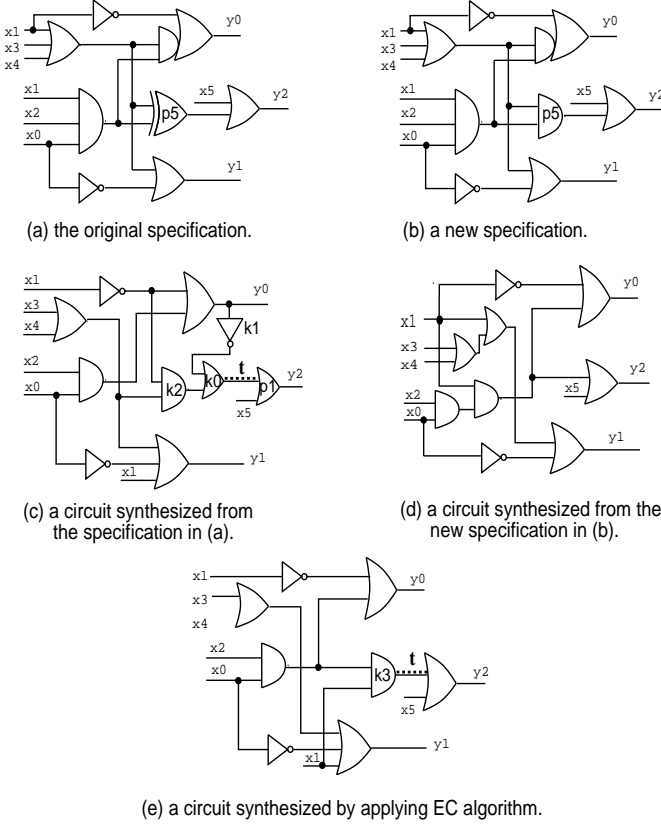 x1
x3
x4
y0
x1
x2
x0
p5
x5
y2
y1
(a) the original specification.
x1
x3
x4
y0
x1
x2
x0
p5
x5
y2
y1
(b) a new specification.
x1
x3
x4
x2
x0
y0
k1
k2
k0
t
p1
y2
x5
x1
y1
(c) a circuit synthesized from
the specification in (a).
x1
x3
x4
x2
x0
y0
y2
x5
y1
(d) a circuit synthesized from the
new specification in (b).
x1
x3
x4
x2
x0
y0
k3
t
y2
x5
x1
y1
(e) a circuit synthesized by applying EC algorithm.